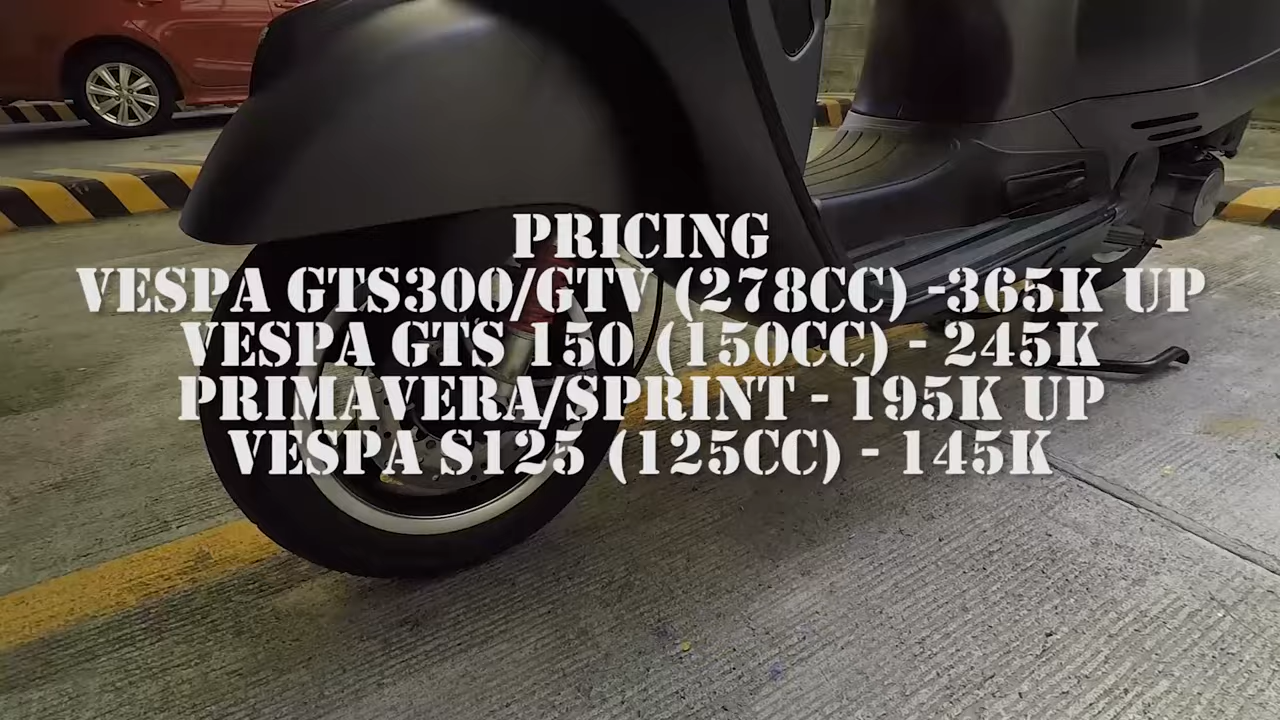 PRICING
VESPA GTS300/GTV (278CC) -365K UP
VESPA GTS 150 (150CC) - 245K
PRIMAVERA/SPRINT - 195K UP
VESPA S125 (125CC) - 145K